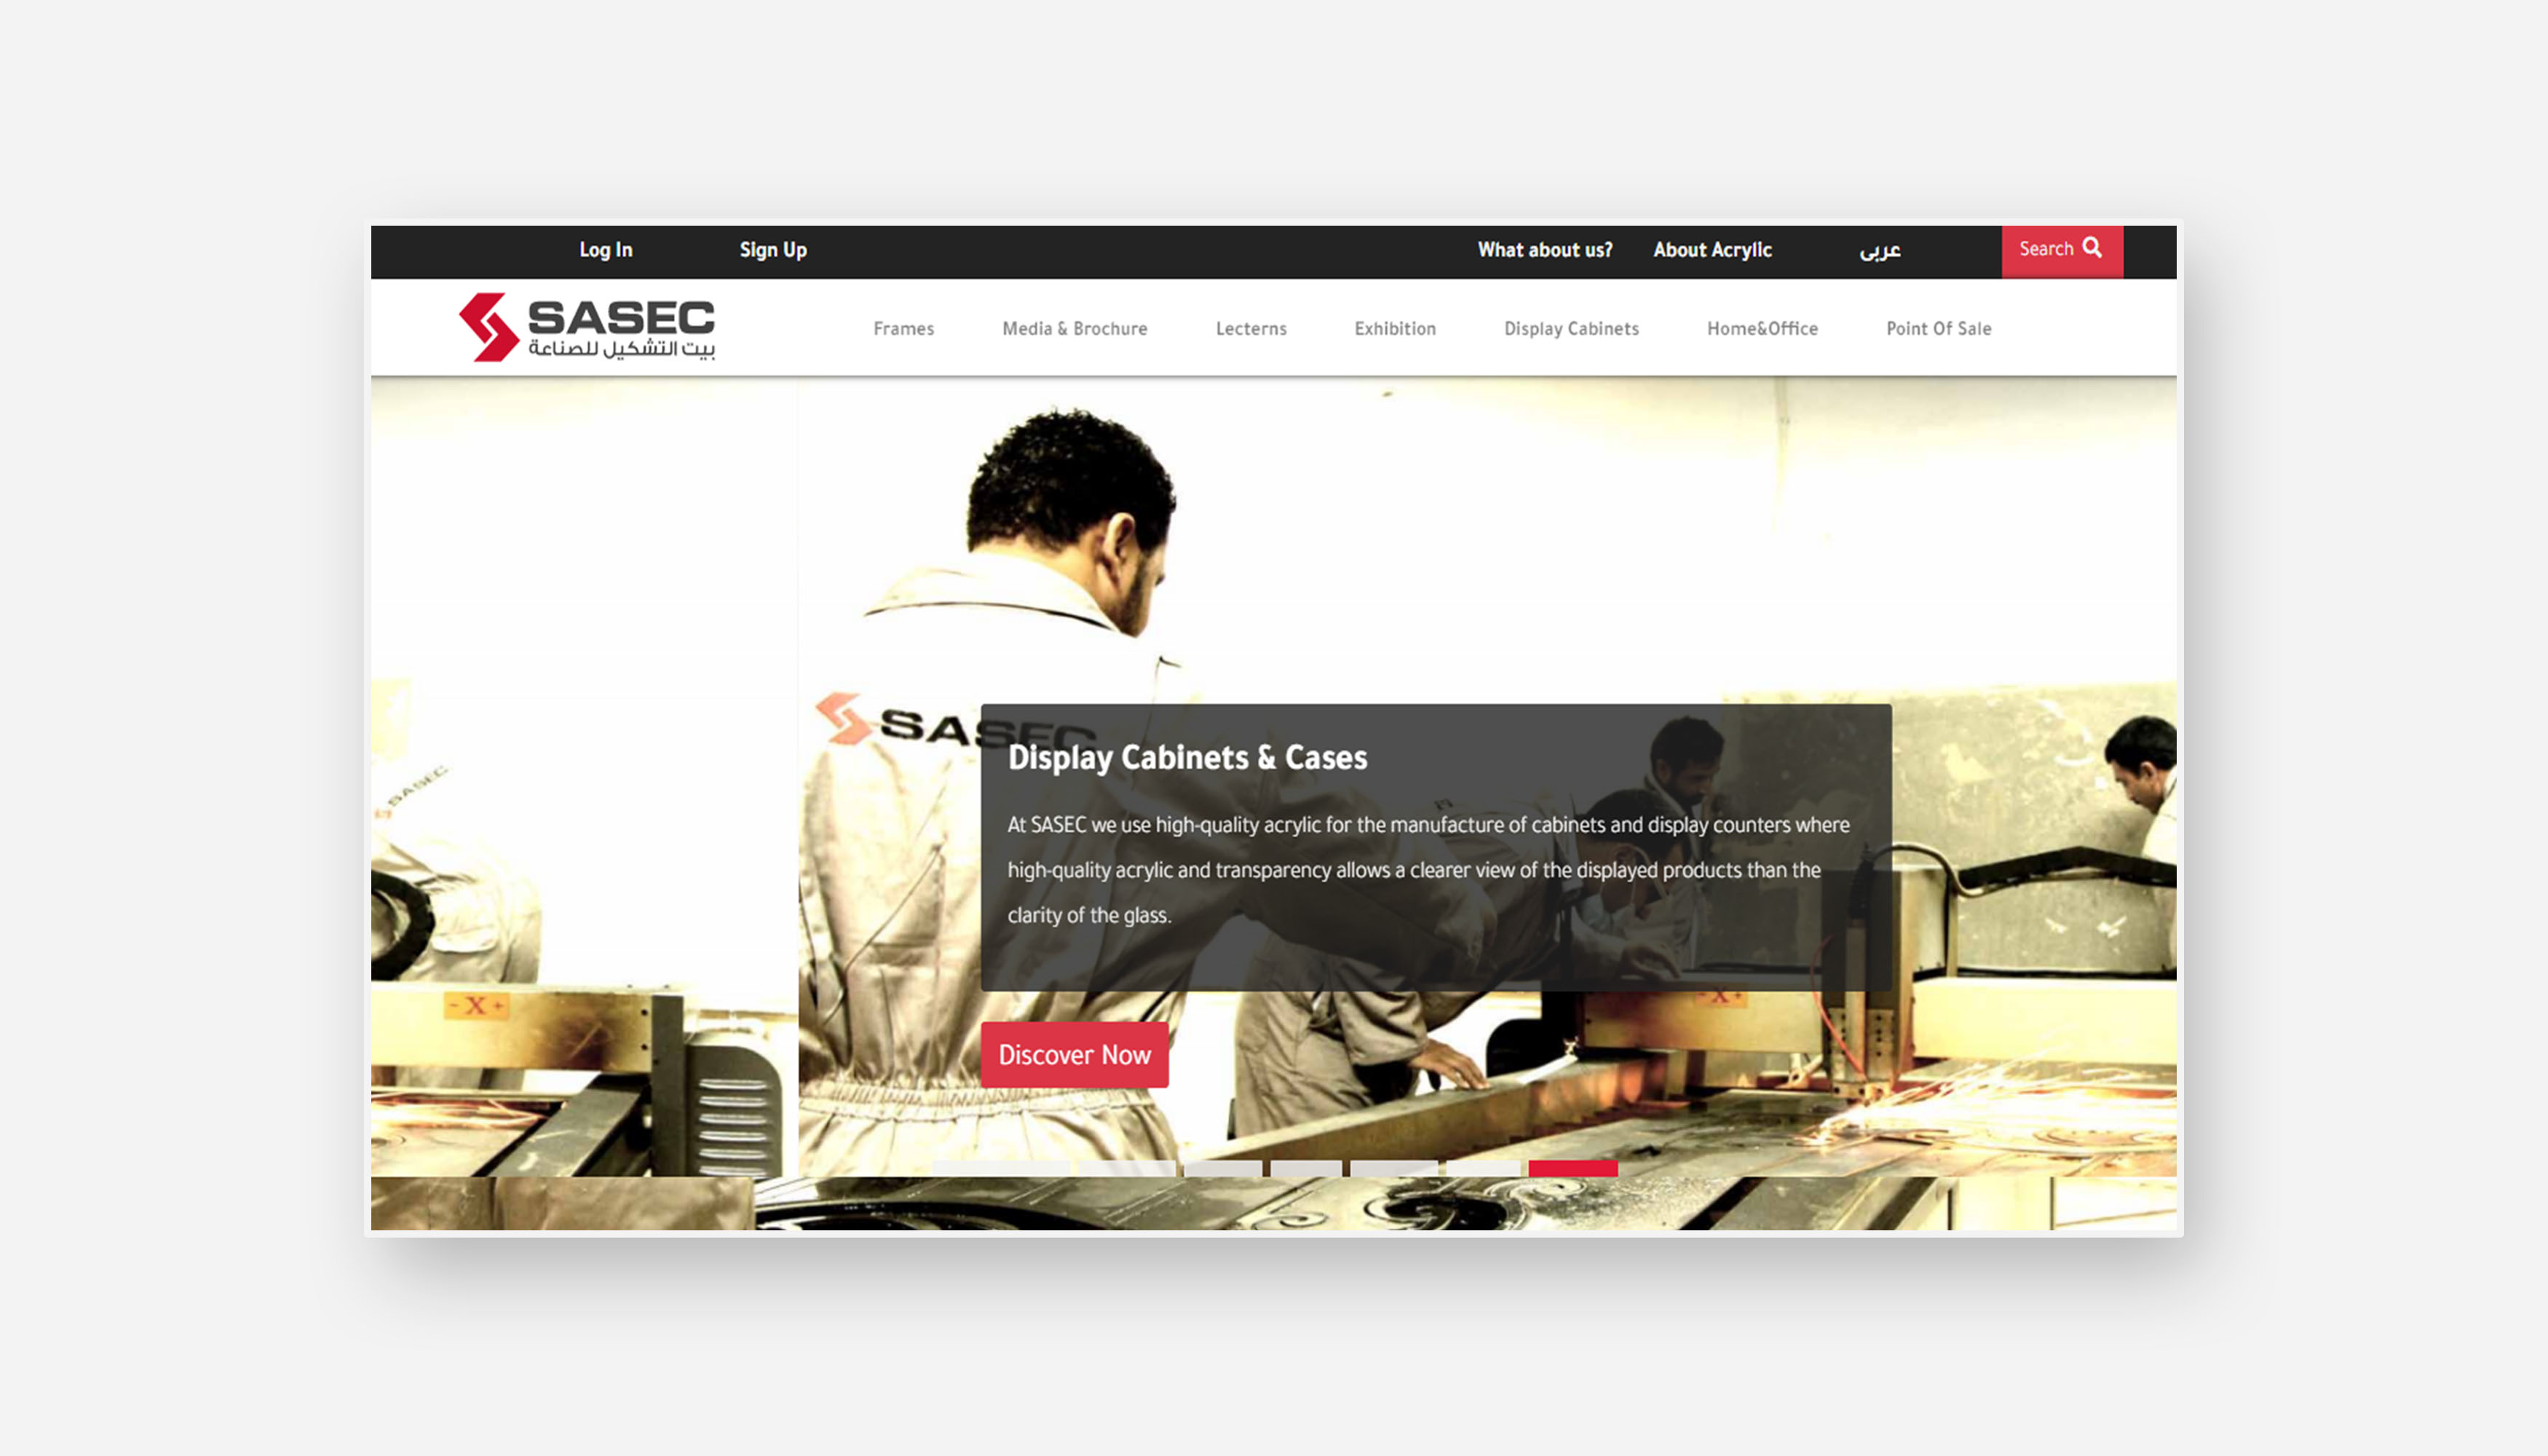 Log In
Sign Up
What about us?
About Acrylic
عربى
Search
SASEC
بيت التشكيل للصناعة
Frames
Media & Brochure
Lecterns
Exhibition
Display Cabinets
Home&Office
Point Of Sale
SASEC
SASEC
Display Cabinets & Cases
At SASEC we use high-quality acrylic for the manufacture of cabinets and display counters where
high-quality acrylic and transparency allows a clearer view of the displayed products than the
clarity of the glass.
- X +
- X +
Discover Now